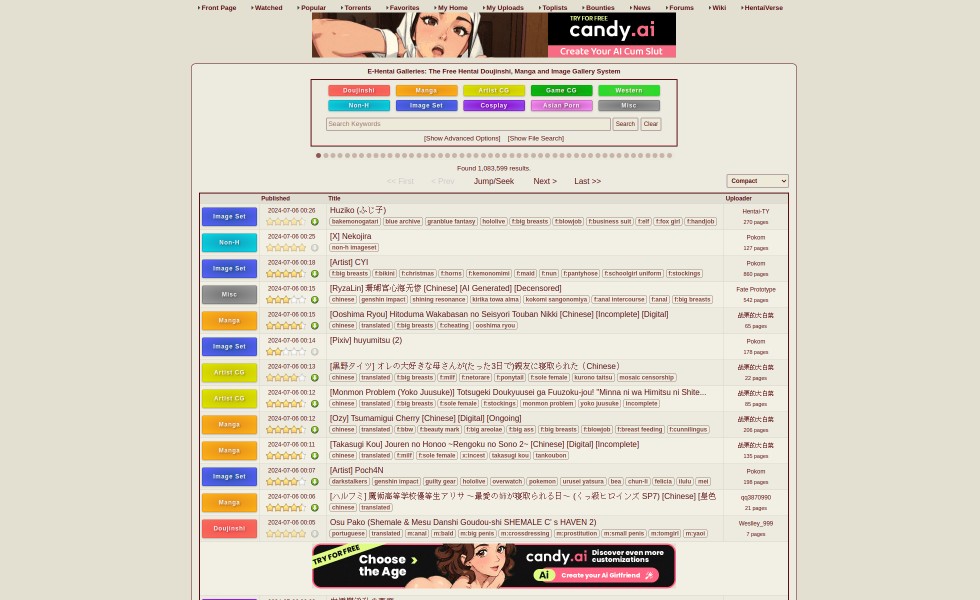 Front Page Watched Popular Torrents Favorites My Home My Uploads Toplists Bounties News Forums Wiki HentaiVerse
TRY FOR FREE
candy.ai
Create Your AI Cum Slut
E-Hentai Galleries: The Free Hentai Doujinshi, Manga and Image Gallery System
Doujinshi Manga Artist CG Game CG Western
Non-H Image Set Cosplay Asian Porn Misc
Search Keywords Search Clear
[Show Advanced Options] [Show File Search]
Found 1,083,599 results.
<< First < Prev Jump/Seek Next > Last >> Compact
Published Title Uploader
Image Set 2024-07-06 00:26 Huziko (ふじ子) Hentai-TY
bakemonogatari blue archive granblue fantasy hololive f:big breasts f:blowjob f:business suit f:elf f:fox girl f:handjob 270 pages
Non-H 2024-07-06 00:25 [X] Nekojira Pokom
non-h imageset 127 pages
Image Set 2024-07-06 00:18 [Artist] CYI Pokom
f:big breasts f:bikini f:christmas f:horns f:kemonomimi f:maid f:nun f:pantyhose f:schoolgirl uniform f:stockings 860 pages
Misc 2024-07-06 00:15 [RyzaLin] 珊瑚宫心海无惨 [Chinese] [AI Generated] [Decensored] Fate Prototype
chinese genshin impact shining resonance kirika towa alma kokomi sangonomiya f:anal intercourse f:anal f:big breasts 542 pages
Manga 2024-07-06 00:15 [Ooshima Ryou] Hitoduma Wakabasan no Seisyori Touban Nikki [Chinese] [Incomplete] [Digital] 战栗的大白菜
chinese translated f:big breasts f:cheating ooshima ryou 65 pages
Image Set 2024-07-06 00:14 [Pixiv] huyumitsu (2) Pokom
178 pages
Artist CG 2024-07-06 00:13 [黒野タイツ] オレの大好きな母さんが(たった3日で)親友に寝取られた (Chinese) 战栗的大白菜
chinese translated f:big breasts f:milf f:netorare f:ponytail f:sole female kurono taitsu mosaic censorship 22 pages
Artist CG 2024-07-06 00:12 [Monmon Problem (Yoko Juusuke)] Totsugeki Doukyuusei ga Fuuzoku-jou! "Minna ni wa Himitsu ni Shite... 战栗的大白菜
chinese translated f:big breasts f:sole female f:stockings monmon problem yoko juusuke incomplete 85 pages
Manga 2024-07-06 00:12 [Ozy] Tsumamigui Cherry [Chinese] [Digital] [Ongoing] 战栗的大白菜
chinese translated f:bbw f:beauty mark f:big areolae f:big ass f:big breasts f:blowjob f:breast feeding f:cunnilingus 206 pages
Manga 2024-07-06 00:11 [Takasugi Kou] Jouren no Honoo ~Rengoku no Sono 2~ [Chinese] [Digital] [Incomplete] 战栗的大白菜
chinese translated f:milf f:sole female x:incest takasugi kou tankoubon 135 pages
Image Set 2024-07-06 00:07 [Artist] Poch4N Pokom
darkstalkers genshin impact guilty gear hololive overwatch pokemon urusei yatsura bea chun-li felicia ilulu mei 198 pages
Manga 2024-07-06 00:06 [ハルフミ] 魔術高等学校優等生アリサ ～最愛の姉が寝取られる日～ (くっ殺ヒロインズ SP7) [Chinese] [墨色 qq3870990
chinese translated 21 pages
Doujinshi 2024-07-06 00:05 Osu Pako (Shemale & Mesu Danshi Goudou-shi SHEMALE C' s HAVEN 2) Weslley_999
portuguese translated m:anal m:bald m:big penis m:crossdressing m:prostitution m:small penis m:tomgirl m:yaoi 7 pages
TRY FOR FREE
Choose the Age
candy.ai Discover even more customizations
Ai Create your Ai Girlfriend